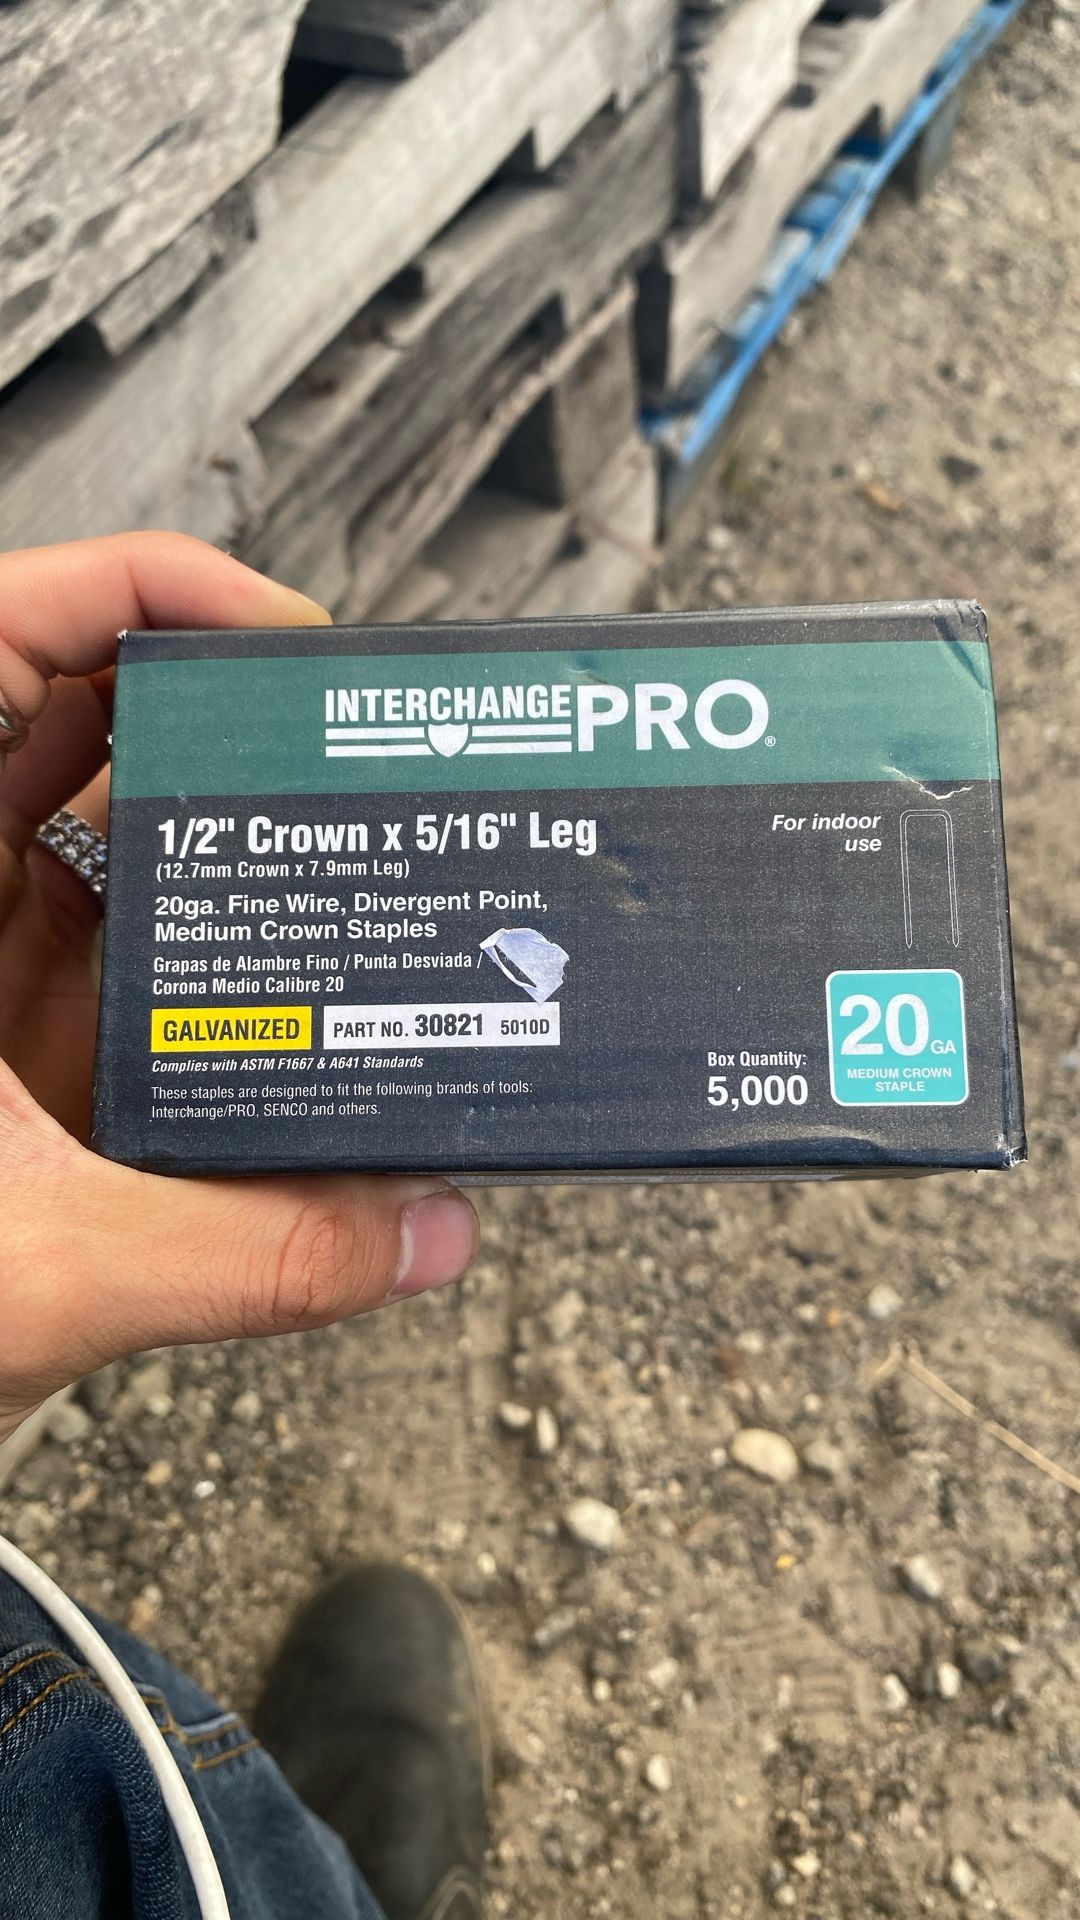 INTERCHANGE PRO®
1/2" Crown x 5/16" Leg
(12.7mm Crown x 7.9mm Leg)
20ga. Fine Wire, Divergent Point,
Medium Crown Staples
Grapas de Alambre Fino / Punta Desviada /
Corona Medio Calibre 20
GALVANIZED PART NO. 30821 5010D
Complies with ASTM F1667 & A641 Standards
These staples are designed to fit the following brands of tools:
Interchange/PRO, SENCO and others.
For indoor
use
Box Quantity:
5,000
20 GA
MEDIUM CROWN
STAPLE